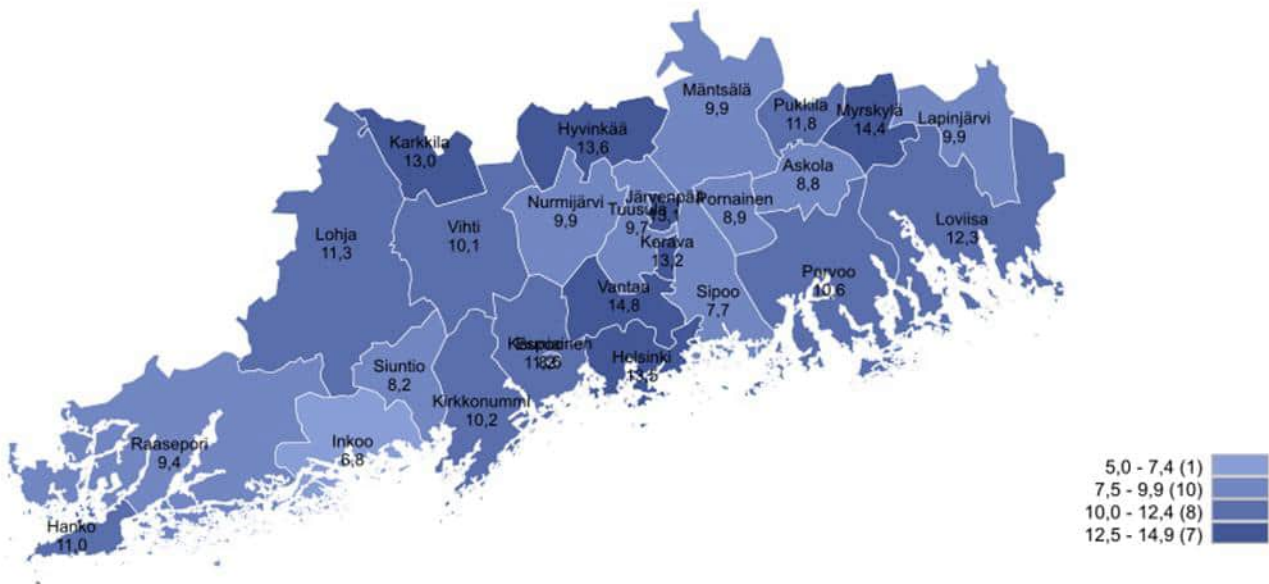 Mäntsälä
9,9
Pukkila
11,8
Myrskylä
14,4
Lapinjärvi
9,9
Karkkila
13,0
Hyvinkää
13,6
Askola
8,8
Järvenpää
Nurmijärvi
9,9
Tuusula
9,7
Pornainen
8,9
Lohja
11,3
Vihti
10,1
Loviisa
12,3
Kerava
13,2
Porvoo
10,6
Vantaa
14,8
Sipoo
7,7
Helsinki
13,5
Siuntio
8,2
Kirkkonummi
10,2
Inkoo
6,8
Raasepori
9,4
Hanko
11,0
5,0 - 7,4 (1)
7,5 - 9,9 (10)
10,0 - 12,4 (8)
12,5 - 14,9 (7)